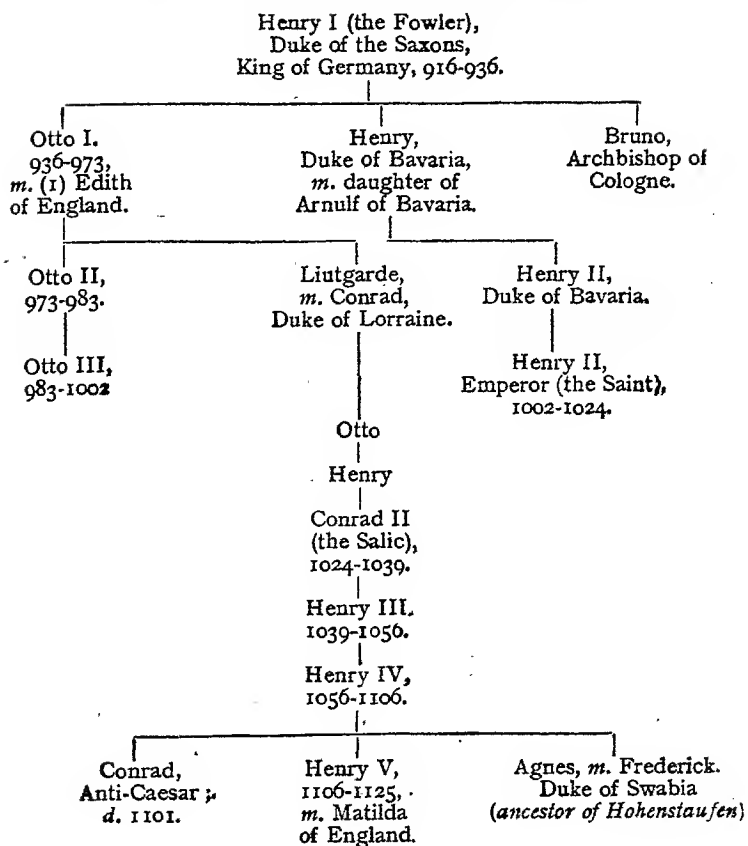 Henry I (the Fowler),
Duke of the Saxons,
King of Germany, 916-936.
Otto I.
936-973,
m. (1) Edith
of England.
Henry,
Duke of Bavaria,
m. daughter of
Arnulf of Bavaria.
Bruno,
Archbishop of
Cologne.
Otto II,
973-983.
Liutgarde,
m. Conrad,
Duke of Lorraine.
Henry II,
Duke of Bavaria.
Otto III,
983-1002
Henry II,
Emperor (the Saint),
1002-1024.
Otto
Henry
Conrad II
(the Salic),
1024-1039.
Henry III.
1039-1056.
Henry IV,
1056-1106.
Conrad,
Anti-Caesar;
d. 1101.
Henry V,
1106-1125,
m. Matilda
of England.
Agnes, m. Frederick.
Duke of Swabia
(ancestor of Hohenstaufen)